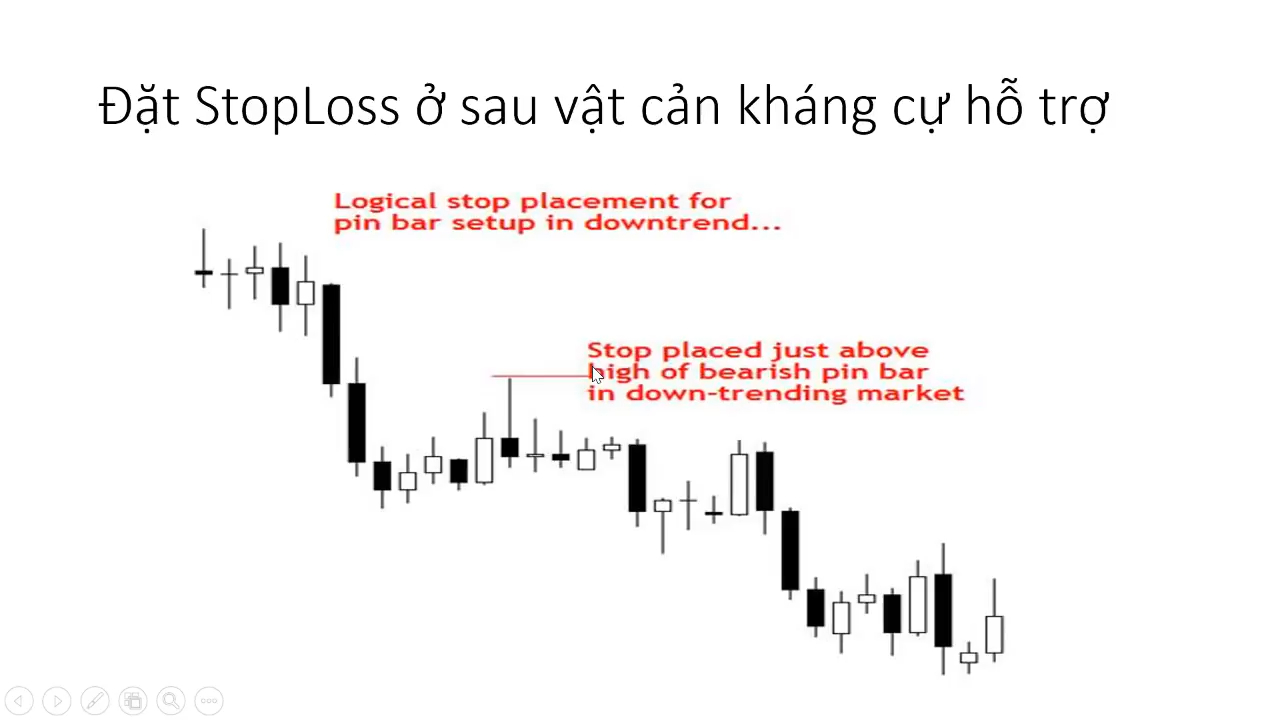 Đặt StopLoss ở sau vật cản kháng cự hỗ trợ
Logical stop placement for
pin bar setup in downtrend...
Stop placed just above
high of bearish pin bar
in down-trending market